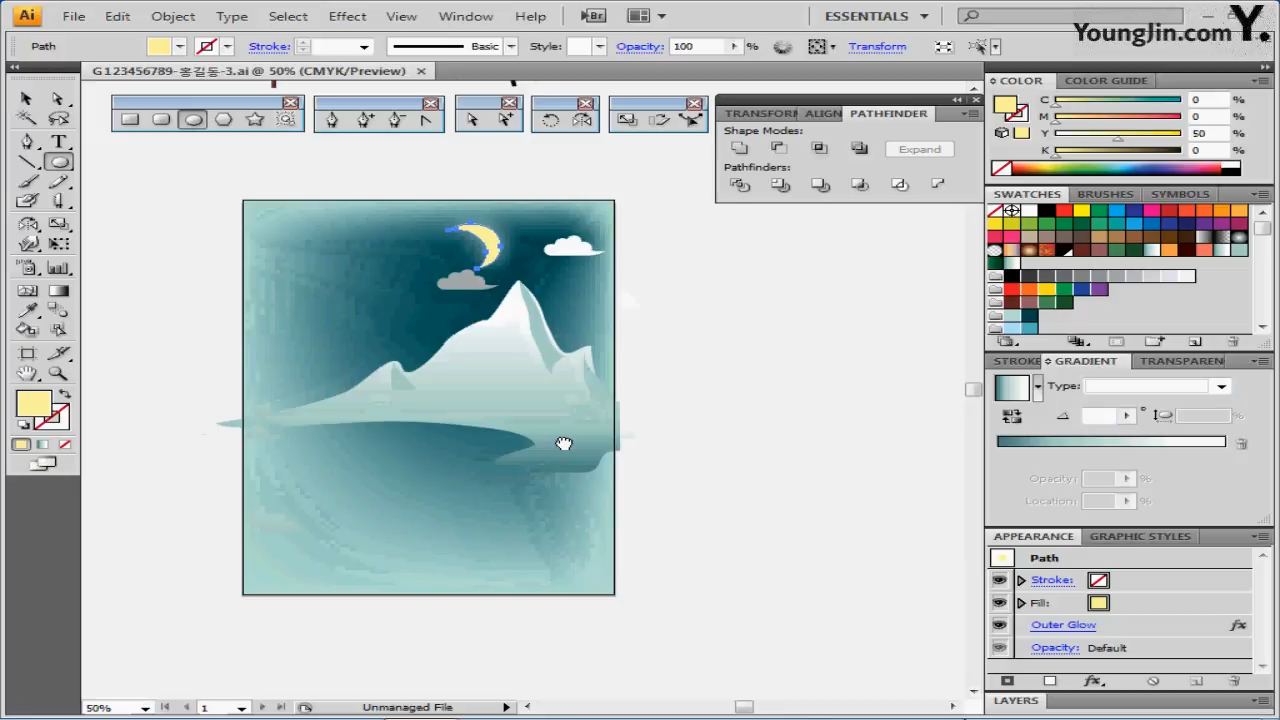 Ai File Edit Object Type Select Effect View Window Help Br ESSENTIALS Y.
YoungJin.com
Path Stroke: Basic Style: Opacity: 100 % Transform
G123456789-홍길동-3.ai @ 50% (CMYK/Preview)
COLOR COLOR GUIDE
C 0 %
M 0 %
Y 50 %
K 0 %
TRANSFORM ALIGN PATHFINDER
Shape Modes:
Expand
Pathfinders:
SWATCHES BRUSHES SYMBOLS
STROKE GRADIENT TRANSPAREN
Type:
° %
Opacity: %
Location: %
APPEARANCE GRAPHIC STYLES
Path
Stroke:
Fill:
Outer Glow fx
Opacity: Default
fx
LAYERS
50% 1 Unmanaged File